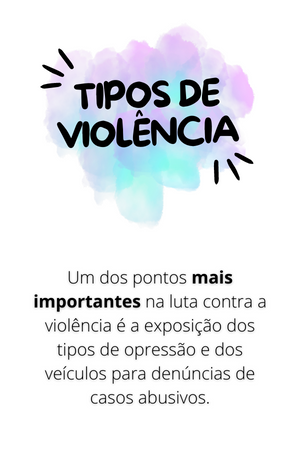 TIPOS DE
VIOLÊNCIA
Um dos pontos mais
importantes na luta contra a
violência é a exposição dos
tipos de opressão e dos
veículos para denúncias de
casos abusivos.